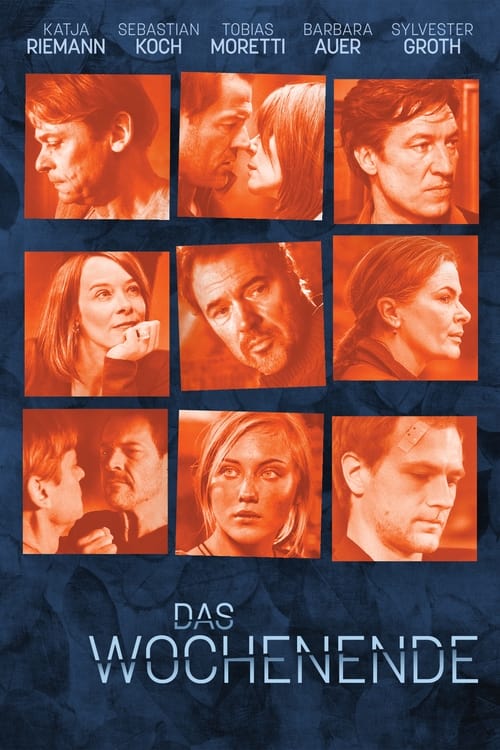 KATJA SEBASTIAN TOBIAS BARBARA SYLVESTER
RIEMANN KOCH MORETTI AUER GROTH
DAS
WOCHENENDE